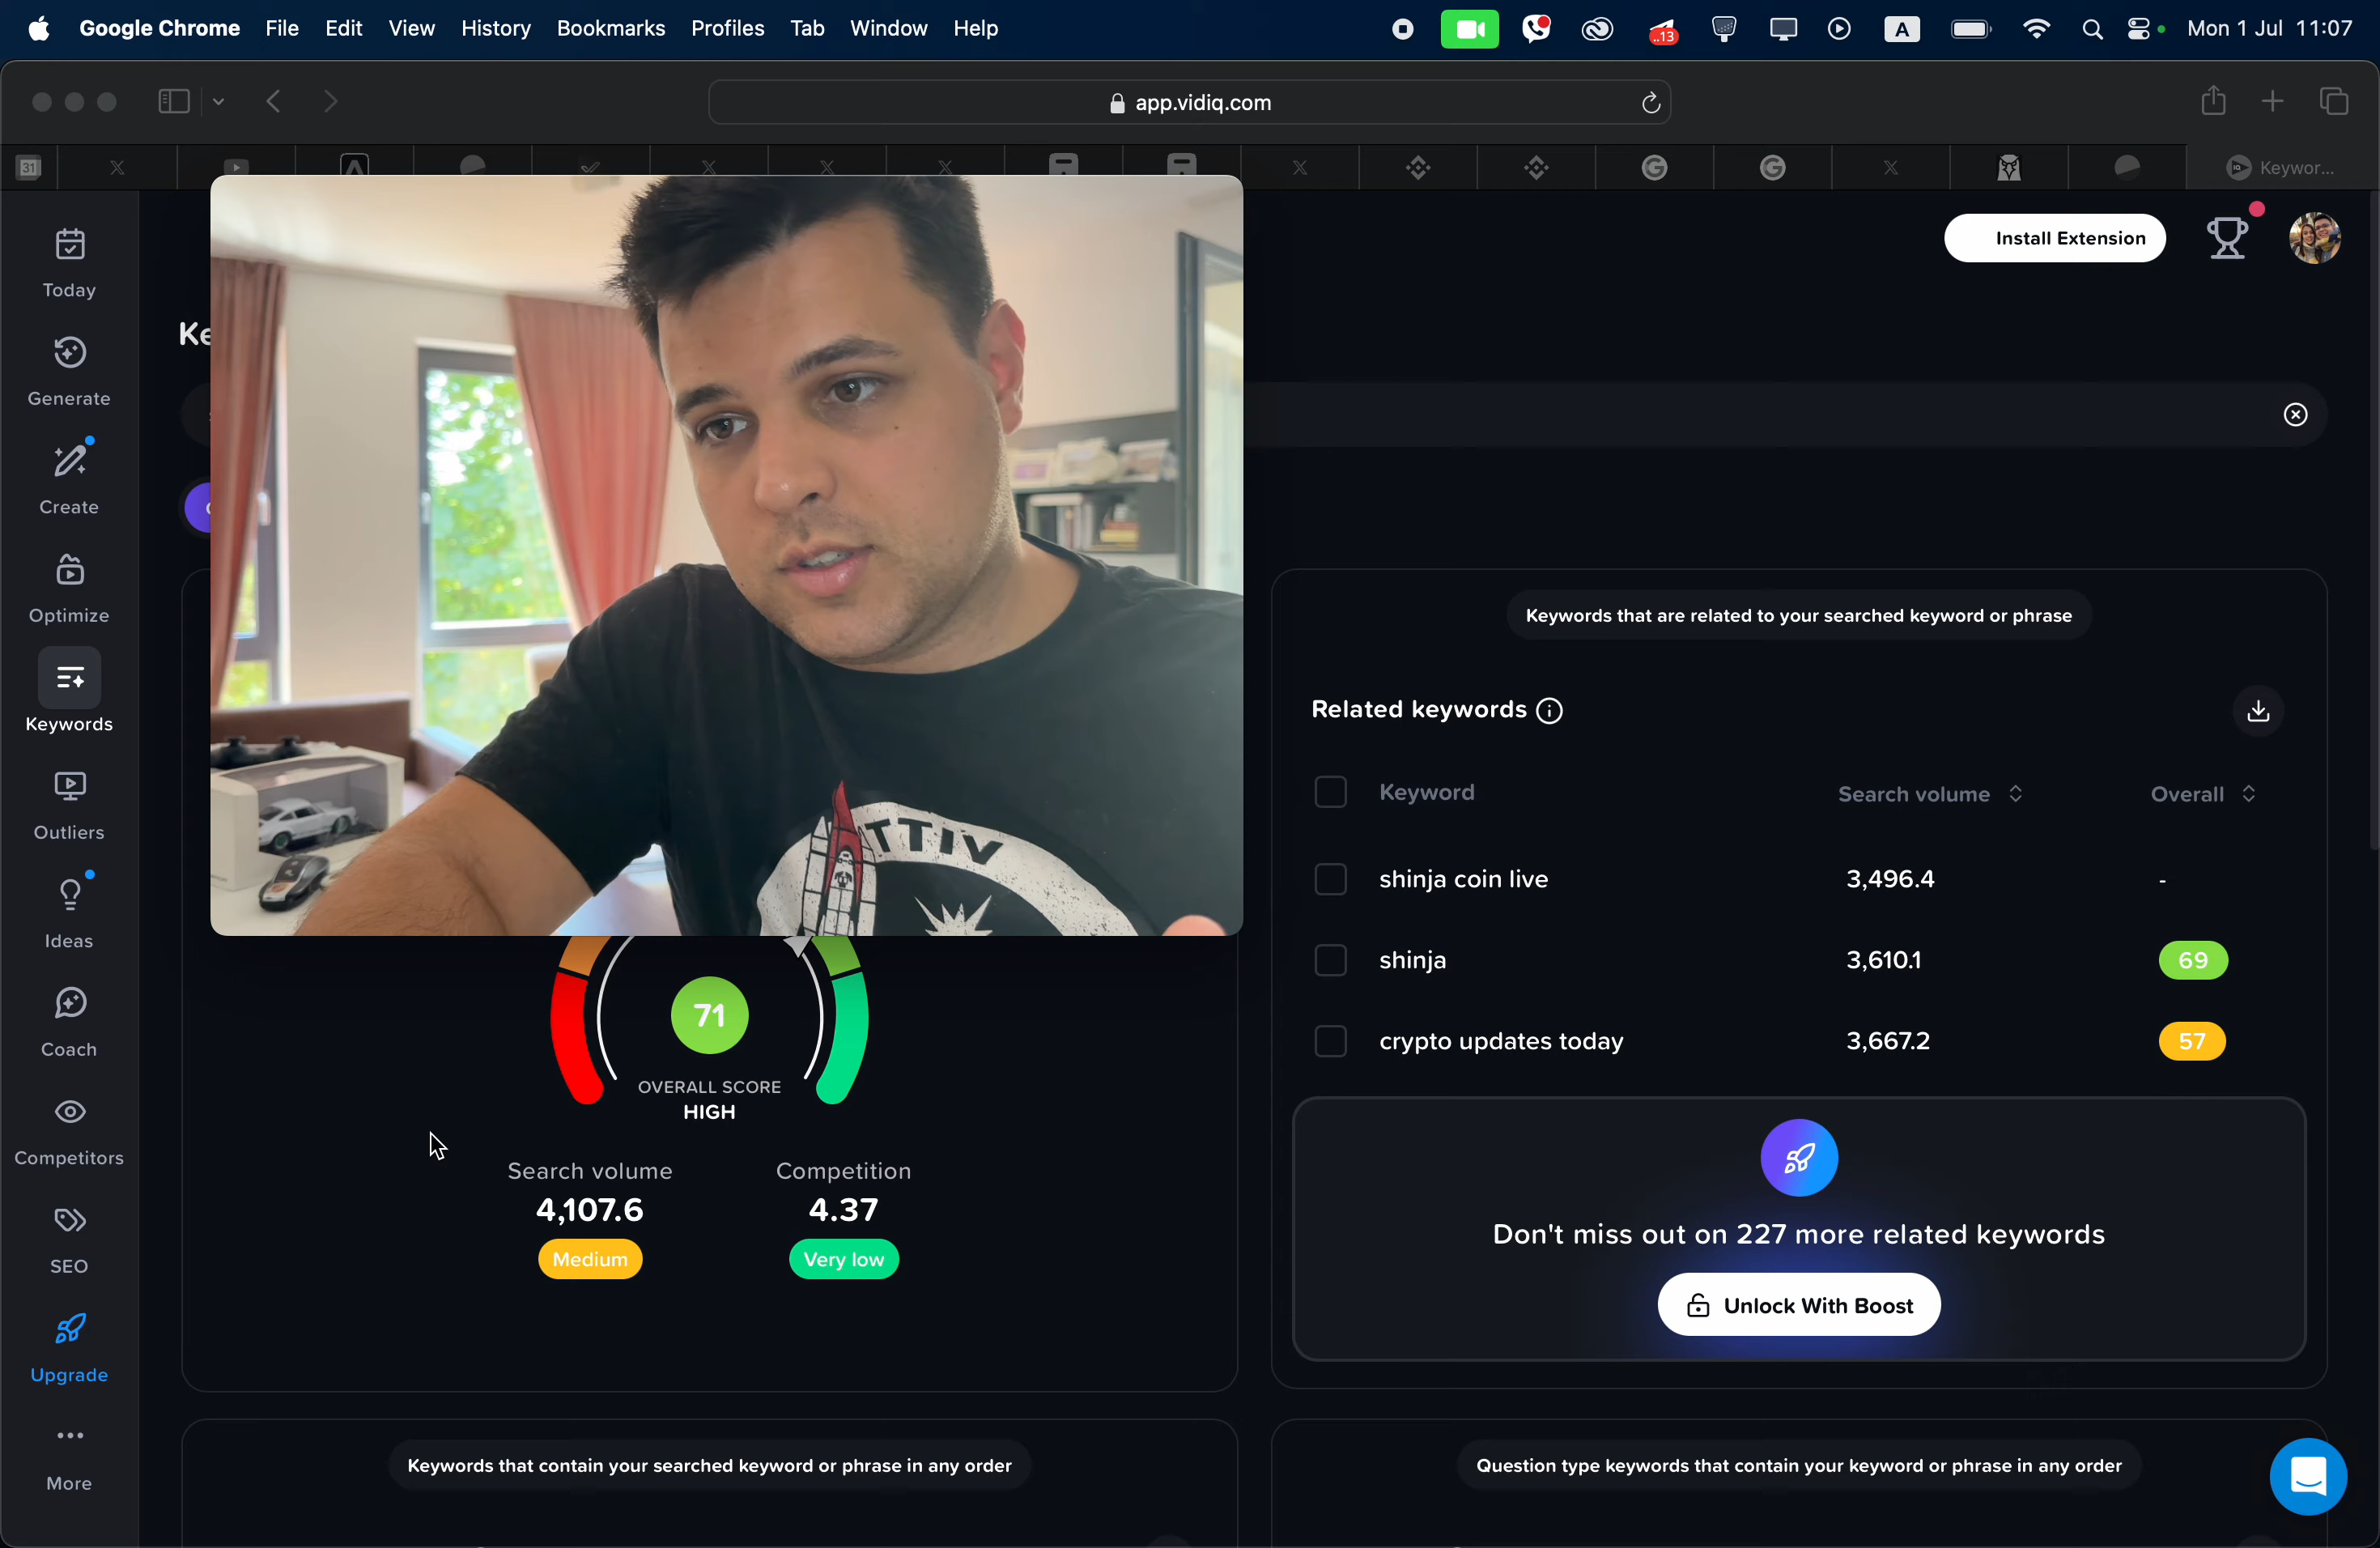 Google Chrome File Edit View History Bookmarks Profiles Tab Window Help
..13
A
Mon 1 Jul 11:07
app.vidiq.com
31
Keywor...
Install Extension
Today
Ke
Generate
Create
Optimize
Keywords
Outliers
Ideas
Coach
Competitors
SEO
Upgrade
More
TTIV
71
OVERALL SCORE
HIGH
Search volume Competition
4,107.6 4.37
Medium Very low
Keywords that are related to your searched keyword or phrase
Related keywords
Keyword Search volume Overall
shinja coin live 3,496.4 -
shinja 3,610.1 69
crypto updates today 3,667.2 57
Don't miss out on 227 more related keywords
Unlock With Boost
Keywords that contain your searched keyword or phrase in any order
Question type keywords that contain your keyword or phrase in any order